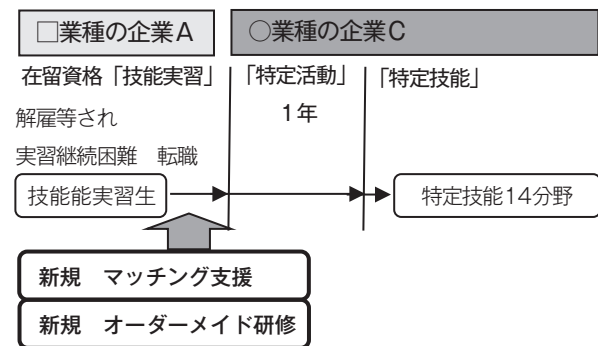 □業種の企業A
○業種の企業C
在留資格「技能実習」
「特定活動」
「特定技能」
解雇等され
1年
実習継続困難　転職
技能能実習生
特定技能14分野
新規　マッチング支援
新規　オーダーメイド研修